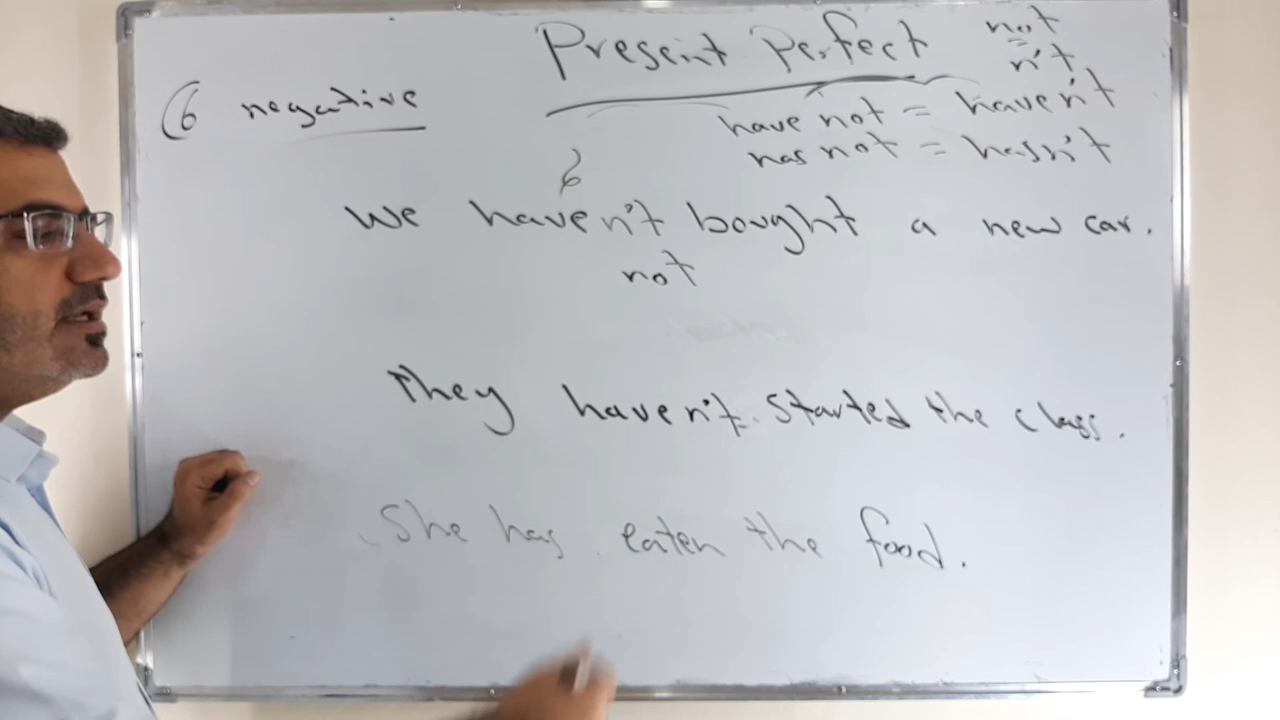 Present Perfect
not
=
n't
6 negative
have not = haven't
has not = hasn't
We haven't bought a new car.
not
They haven't started the class.
She has eaten the food.